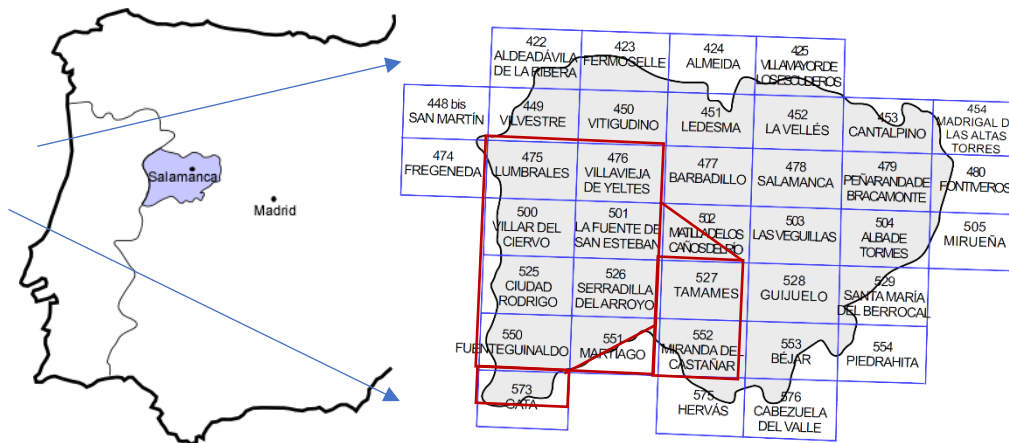 Salamanca
Madrid
422
ALDEADÁVILA
DE LA RIBERA
423
FERMOSELLE
424
ALMEIDA
425
VILLAMAYOR DE
LOS ESCUDEROS
448 bis
SAN MARTÍN
449
VILVESTRE
450
VITIGUDINO
451
LEDESMA
452
LA VELLÉS
453
CANTALPINO
454
MADRIGAL D
LAS ALTAS
TORRES
474
FREGENEDA
475
LUMBRALES
476
VILLAVIEJA
DE YELTES
477
BARBADILLO
478
SALAMANCA
479
PEÑARANDA DE
BRACAMONTE
480
FONTIVEROS
500
VILLAR DEL
CIERVO
501
LA FUENTE DE
SAN ESTEBAN
502
MATILLA DE LOS
CAÑOS DEL RÍO
503
LAS VEGUILLAS
504
ALBA DE
TORMES
505
MIRUEÑA
525
CIUDAD
RODRIGO
526
SERRADILLA
DEL ARROYO
527
TAMAMES
528
GUIJUELO
529
SANTA MARÍA
DEL BERROCAL
550
FUENTEGUINALDO
551
MARTIAGO
552
MIRANDA DEL
CASTAÑAR
553
BÉJAR
554
PIEDRAHITA
573
GATA
575
HERVÁS
576
CABEZUELA
DEL VALLE